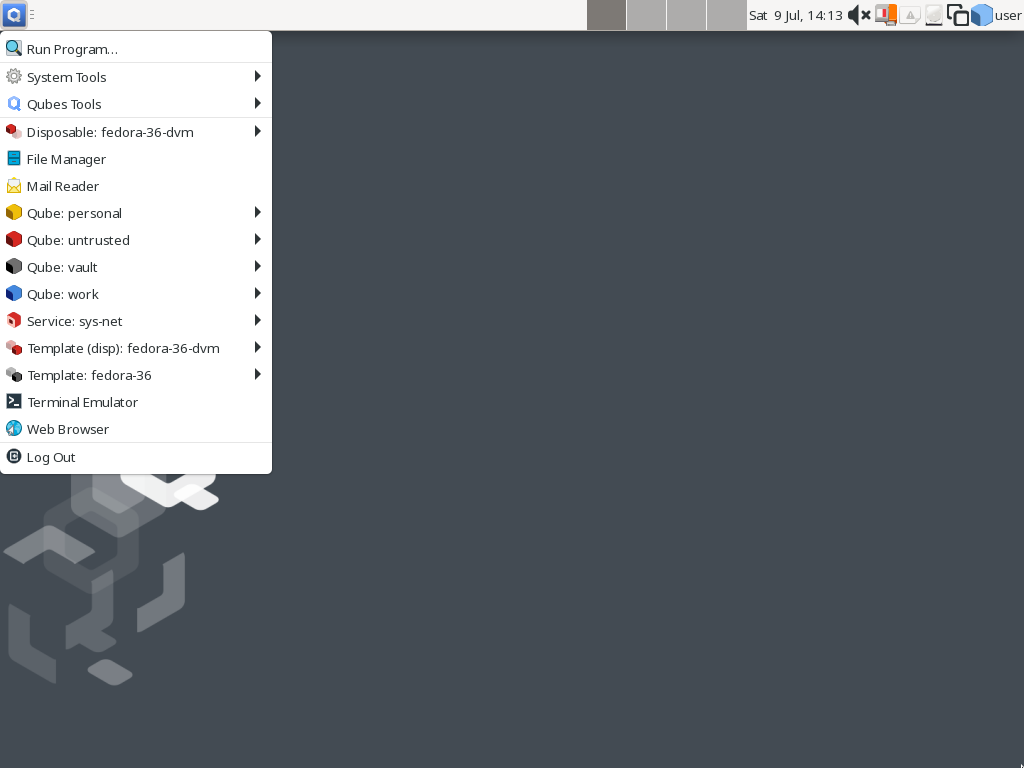 Sat 9 Jul, 14:13 user
Run Program...
System Tools
Qubes Tools
Disposable: fedora-36-dvm
File Manager
Mail Reader
Qube: personal
Qube: untrusted
Qube: vault
Qube: work
Service: sys-net
Template (disp): fedora-36-dvm
Template: fedora-36
Terminal Emulator
Web Browser
Log Out